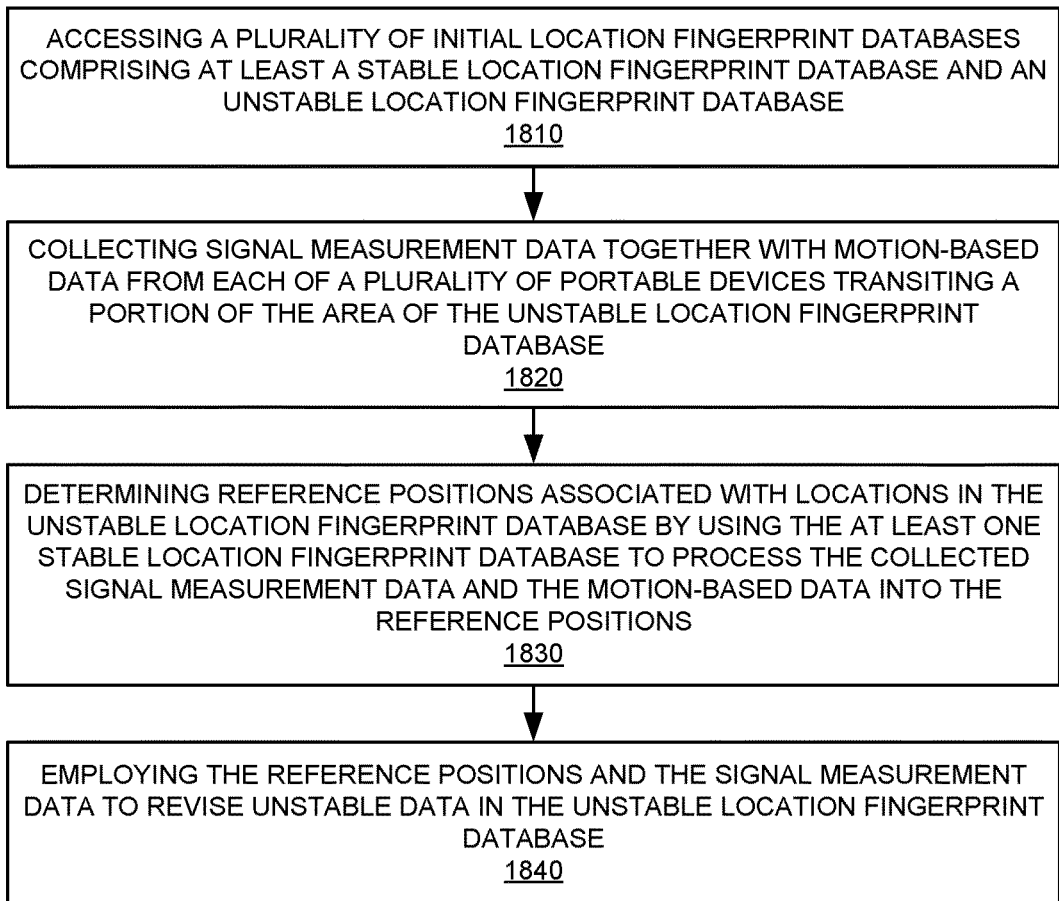 ACCESSING A PLURALITY OF INITIAL LOCATION FINGERPRINT DATABASES
COMPRISING AT LEAST A STABLE LOCATION FINGERPRINT DATABASE AND AN
UNSTABLE LOCATION FINGERPRINT DATABASE
1810
COLLECTING SIGNAL MEASUREMENT DATA TOGETHER WITH MOTION-BASED
DATA FROM EACH OF A PLURALITY OF PORTABLE DEVICES TRANSITING A
PORTION OF THE AREA OF THE UNSTABLE LOCATION FINGERPRINT
DATABASE
1820
DETERMINING REFERENCE POSITIONS ASSOCIATED WITH LOCATIONS IN THE
UNSTABLE LOCATION FINGERPRINT DATABASE BY USING THE AT LEAST ONE
STABLE LOCATION FINGERPRINT DATABASE TO PROCESS THE COLLECTED
SIGNAL MEASUREMENT DATA AND THE MOTION-BASED DATA INTO THE
REFERENCE POSITIONS
1830
EMPLOYING THE REFERENCE POSITIONS AND THE SIGNAL MEASUREMENT
DATA TO REVISE UNSTABLE DATA IN THE UNSTABLE LOCATION FINGERPRINT
DATABASE
1840